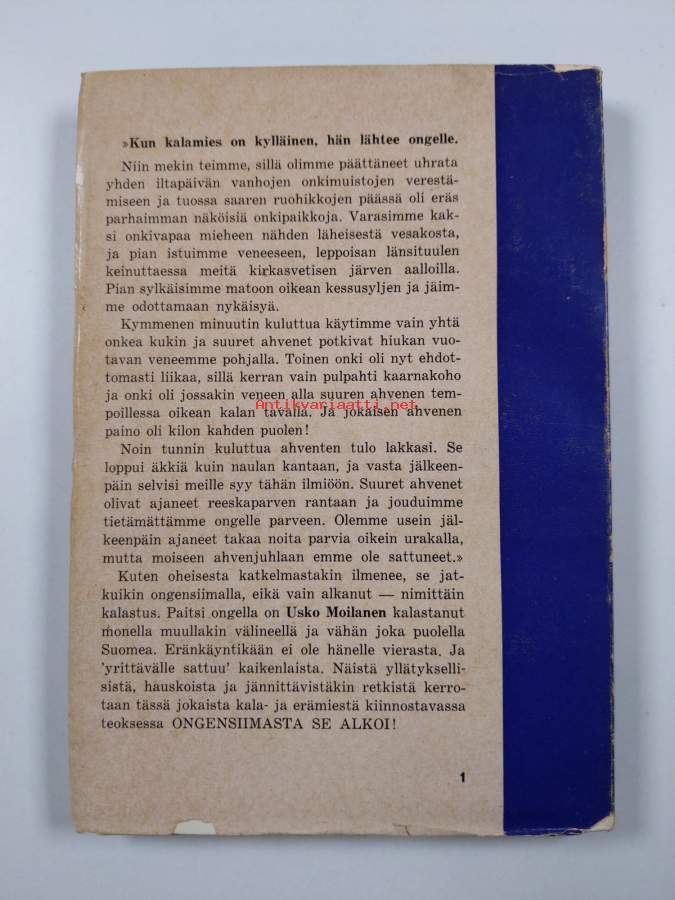 »Kun kalamies on kylläinen, hän lähtee ongelle.
Niin mekin teimme, sillä olimme päättäneet uhrata
yhden iltapäivän vanhojen onkimuistojen verestä-
miseen ja tuossa saaren ruohikkojen päässä oli eräs
parhaimman näköisiä onkipaikkoja. Varasimme kak-
si onkivapaa mieheen nähden läheisestä vesakosta,
ja pian istuimme veneeseen, leppoisan länsituulen
keinuttaessa meitä kirkasvetisen järven aalloilla.
Pian sylkäisimme matoon oikean kessusyljen ja jäim-
me odottamaan nykäisyä.
Kymmenen minuutin kuluttua käytimme vain yhtä
onkea kukin ja suuret ahvenet potkivat hiukan vuo-
tavan veneemme pohjalla. Toinen onki oli nyt ehdot-
tomasti liikaa, sillä kerran vain pulpahti kaarnakoho
ja onki oli jossakin veneen alla suuren ahvenen tem-
poillessa oikean kalan tavalla. Ja jokaisen ahvenen
Antikvariaatti.net
paino oli kilon kahden puolen!
Noin tunnin kuluttua ahventen tulo lakkasi. Se
loppui äkkiä kuin naulan kantaan, ja vasta jälkeen-
päin selvisi meille syy tähän ilmiöön. Suuret ahvenet
olivat ajaneet reeskaparven rantaan ja jouduimme
tietämättämme ongelle parveen. Olemme usein jäl-
keenpäin ajaneet takaa noita parvia oikein urakalla,
mutta moiseen ahvenjuhlaan emme ole sattuneet.»
Kuten oheisesta katkelmastakin ilmenee, se jat-
kuikin ongensiimalla, eikä vain alkanut — nimittäin
kalastus. Paitsi ongella on Usko Moilanen kalastanut
monella muullakin välineellä ja vähän joka puolella
Suomea. Eränkäyntikään ei ole hänelle vierasta. Ja
'yrittävälle sattuu' kaikenlaista. Näistä yllätykselli-
sistä, hauskoista ja jännittävistäkin retkistä kerro-
taan tässä jokaista kala- ja erämiestä kiinnostavassa
teoksessa ONGENSIIMASTA SE ALKOI!
1